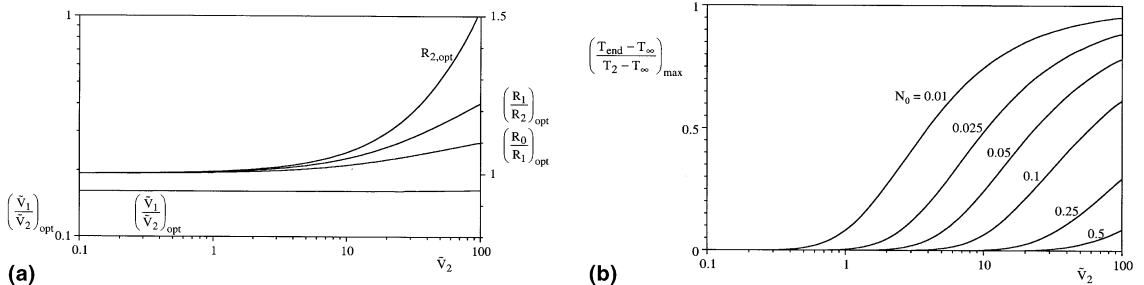 1
1.5
R2,opt
(R1/R2)opt
(R0/R1)opt
1
(Ṽ1/Ṽ2)opt
(Ṽ1/Ṽ2)opt
0.1
0.1
1
10
100
Ṽ2
(a)
1
((Tend − T∞)/(T2 − T∞))max
N0 = 0.01
0.5
0.025
0.05
0.1
0.25
0.5
0
0.1
1
10
100
Ṽ2
(b)